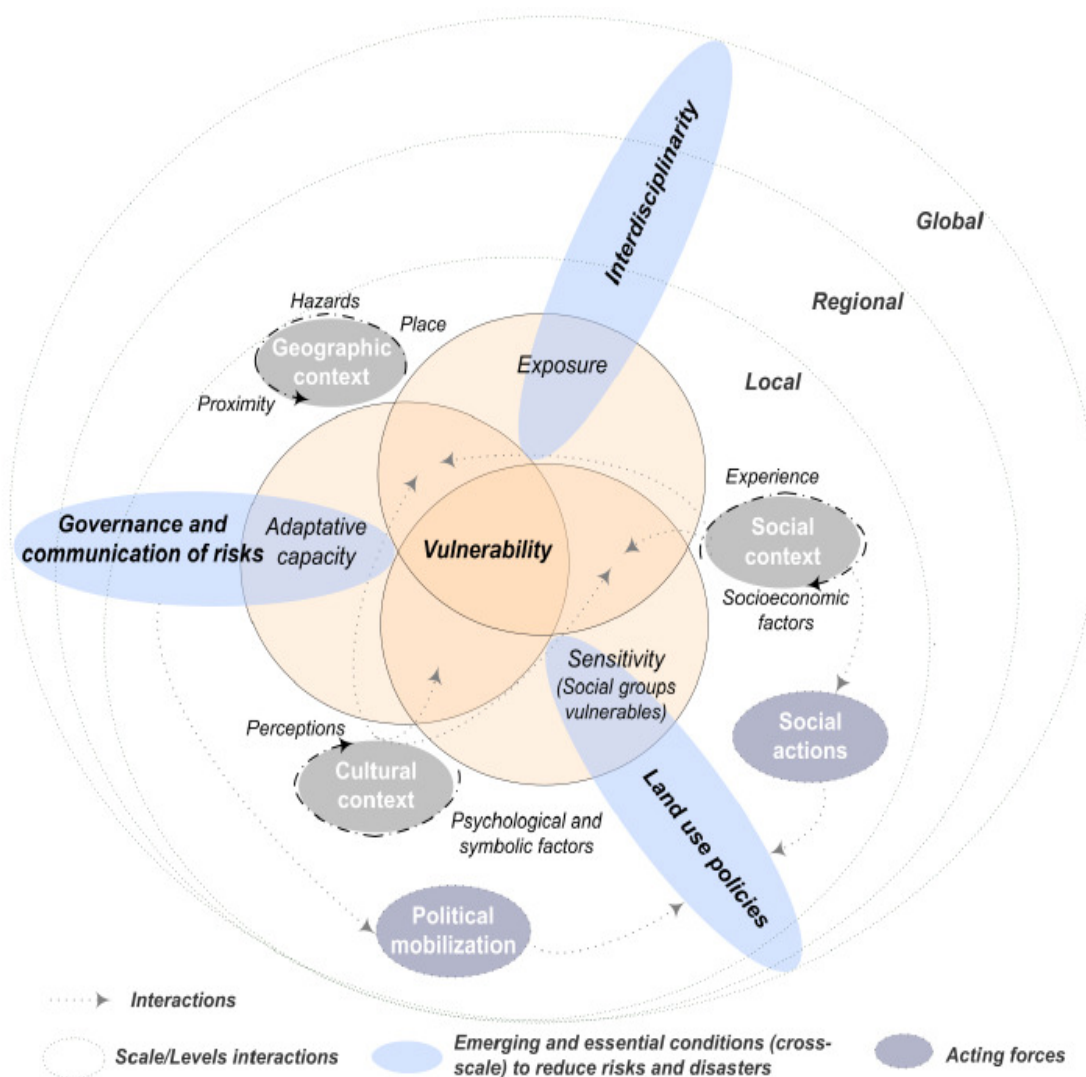 Interdisciplinarity
Global
Regional
Local
Hazards
Place
Geographic
context
Proximity
Exposure
Experience
Social
context
Socioeconomic
factors
Governance and
communication of risks
Adaptative
capacity
Vulnerability
Sensitivity
(Social groups
vulnerables)
Social
actions
Perceptions
Cultural
context
Psychological and
symbolic factors
Land use policies
Political
mobilization
Interactions
Scale/Levels interactions
Emerging and essential conditions (cross-
scale) to reduce risks and disasters
Acting forces